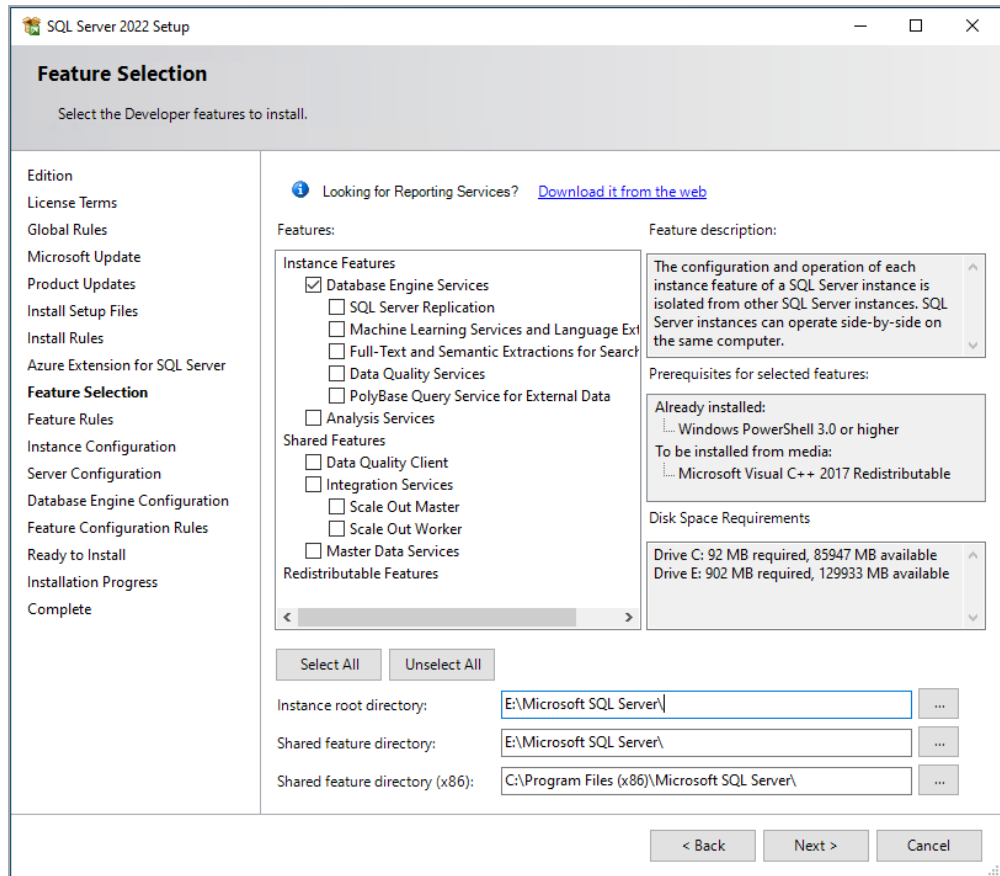 SQL Server 2022 Setup
Feature Selection
Select the Developer features to install.
Edition
License Terms
Global Rules
Microsoft Update
Product Updates
Install Setup Files
Install Rules
Azure Extension for SQL Server
Feature Selection
Feature Rules
Instance Configuration
Server Configuration
Database Engine Configuration
Feature Configuration Rules
Ready to Install
Installation Progress
Complete
Looking for Reporting Services? Download it from the web
Features:
Instance Features
Database Engine Services
SQL Server Replication
Machine Learning Services and Language Ext
Full-Text and Semantic Extractions for Search
Data Quality Services
PolyBase Query Service for External Data
Analysis Services
Shared Features
Data Quality Client
Integration Services
Scale Out Master
Scale Out Worker
Master Data Services
Redistributable Features
Feature description:
The configuration and operation of each
instance feature of a SQL Server instance is
isolated from other SQL Server instances. SQL
Server instances can operate side-by-side on
the same computer.
Prerequisites for selected features:
Already installed:
Windows PowerShell 3.0 or higher
To be installed from media:
Microsoft Visual C++ 2017 Redistributable
Disk Space Requirements
Drive C: 92 MB required, 85947 MB available
Drive E: 902 MB required, 129933 MB available
Select All
Unselect All
Instance root directory: E:\Microsoft SQL Server\ ...
Shared feature directory: E:\Microsoft SQL Server\ ...
Shared feature directory (x86): C:\Program Files (x86)\Microsoft SQL Server\ ...
< Back
Next >
Cancel